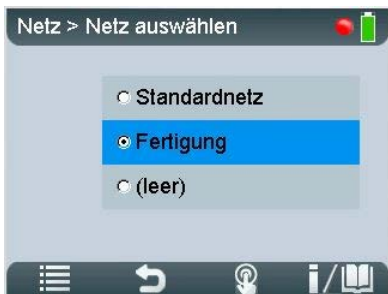 Netz > Netz auswählen
Standardnetz
Fertigung
(leer)
i/